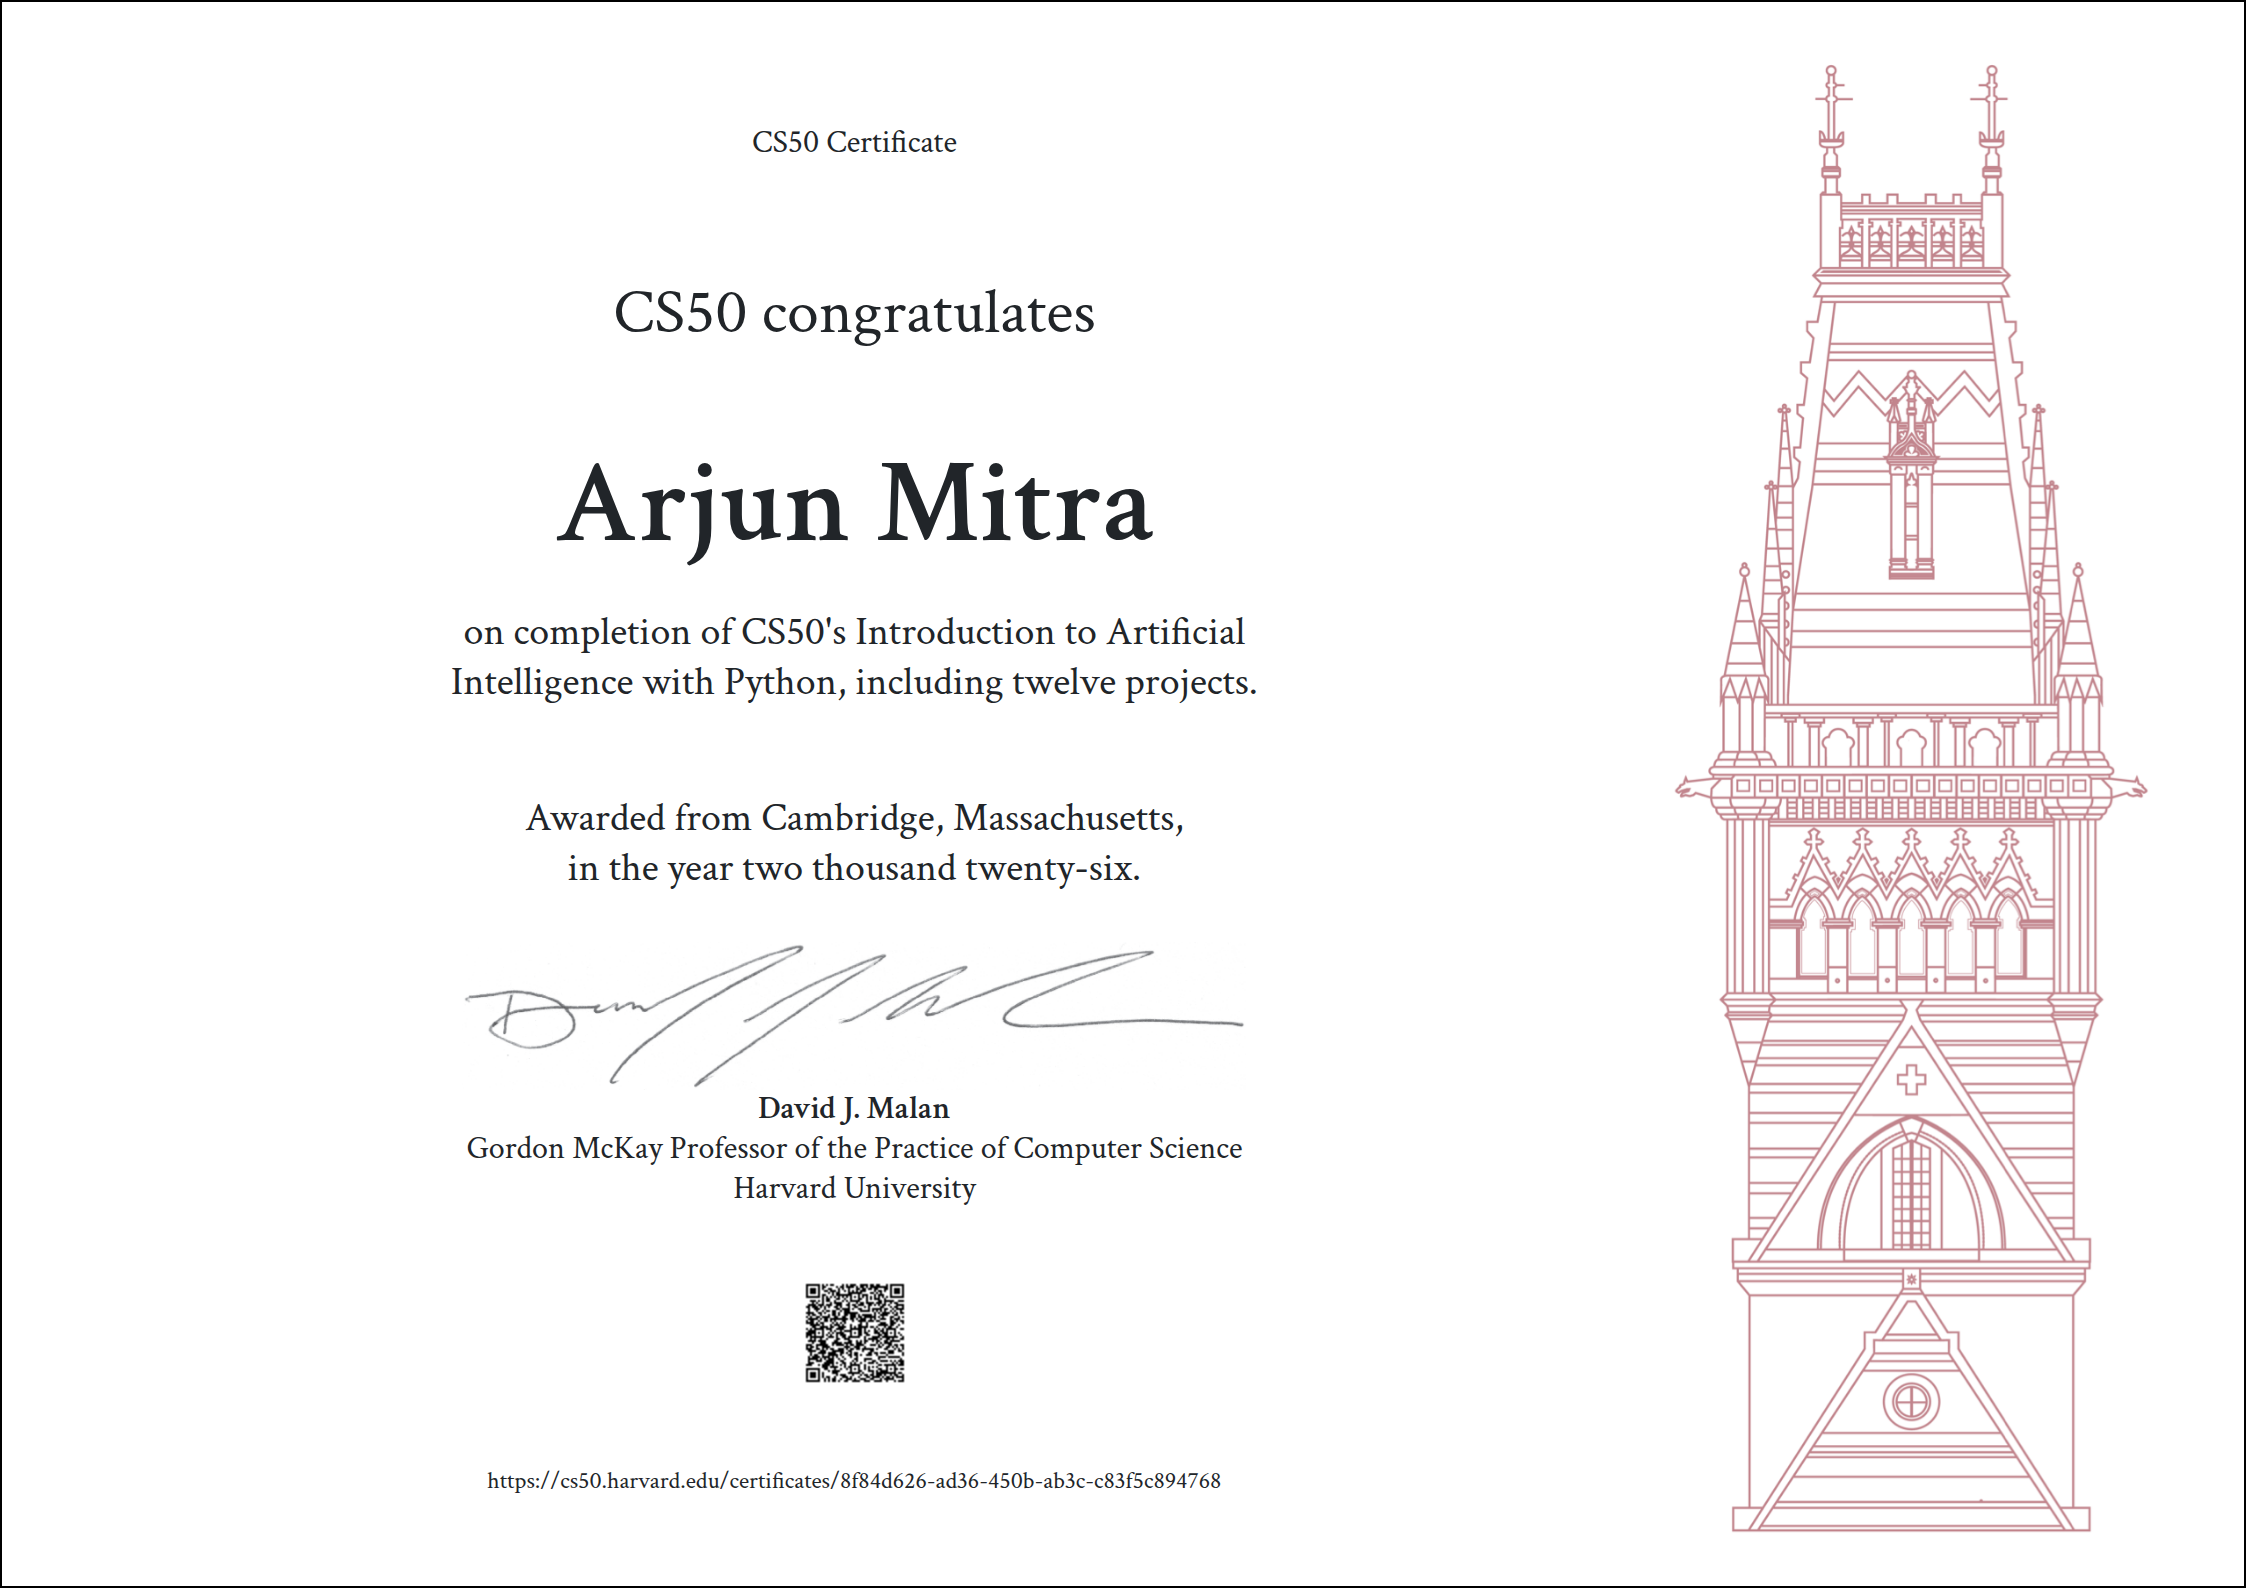 CS50 Certificate
CS50 congratulates
Arjun Mitra
on completion of CS50's Introduction to Artificial
Intelligence with Python, including twelve projects.
Awarded from Cambridge, Massachusetts,
in the year two thousand twenty-six.
David J. Malan
Gordon McKay Professor of the Practice of Computer Science
Harvard University
https://cs50.harvard.edu/certificates/8f84d626-ad36-450b-ab3c-c83f5c894768